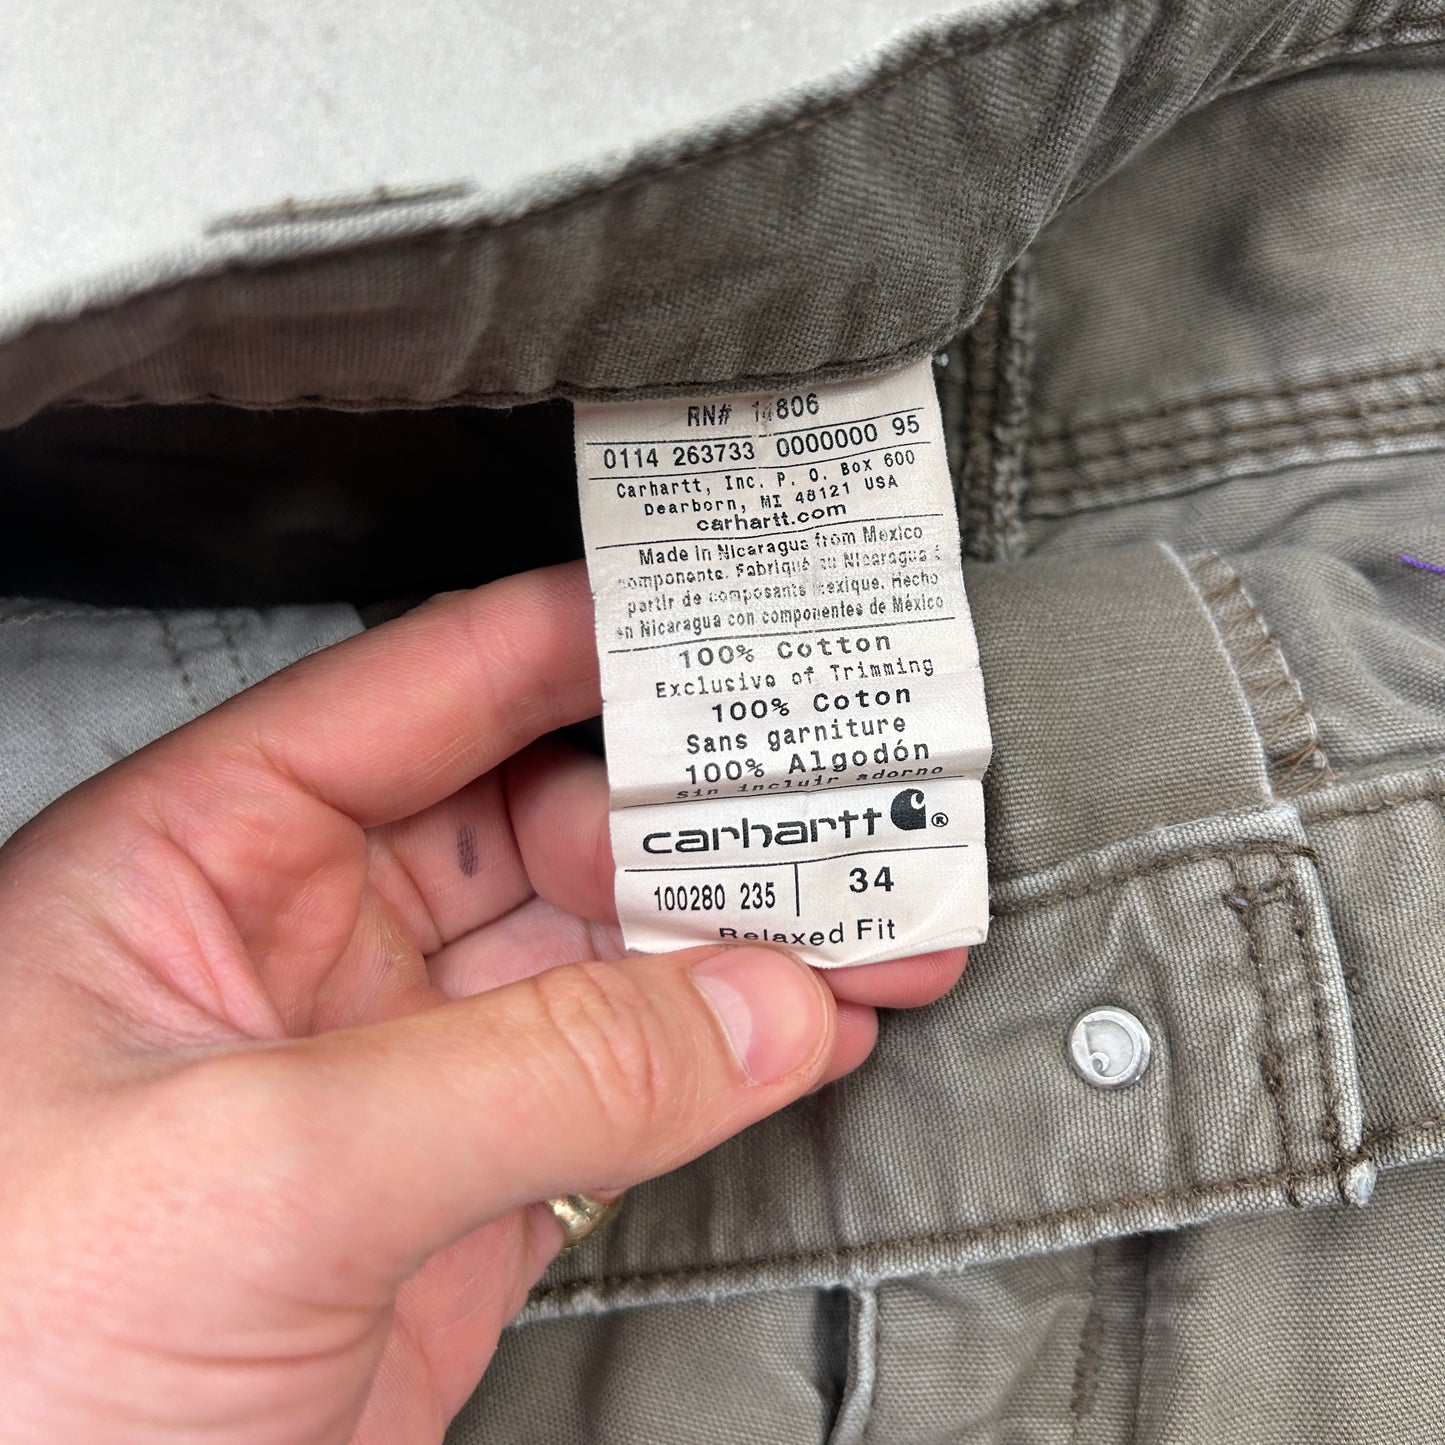 RN# 14806
0114 263733 0000000 95
Carhartt, Inc. P. O. Box 600
Dearborn, MI 48121 USA
carhartt.com
Made in Nicaragua from Mexico
components. Fabriqué au Nicaragua à
partir de composants Mexique. Hecho
en Nicaragua con componentes de México
100% Cotton
Exclusive of Trimming
100% Coton
Sans garniture
100% Algodón
Sin incluir adorno
carhartt ®
100280 235 34
Relaxed Fit